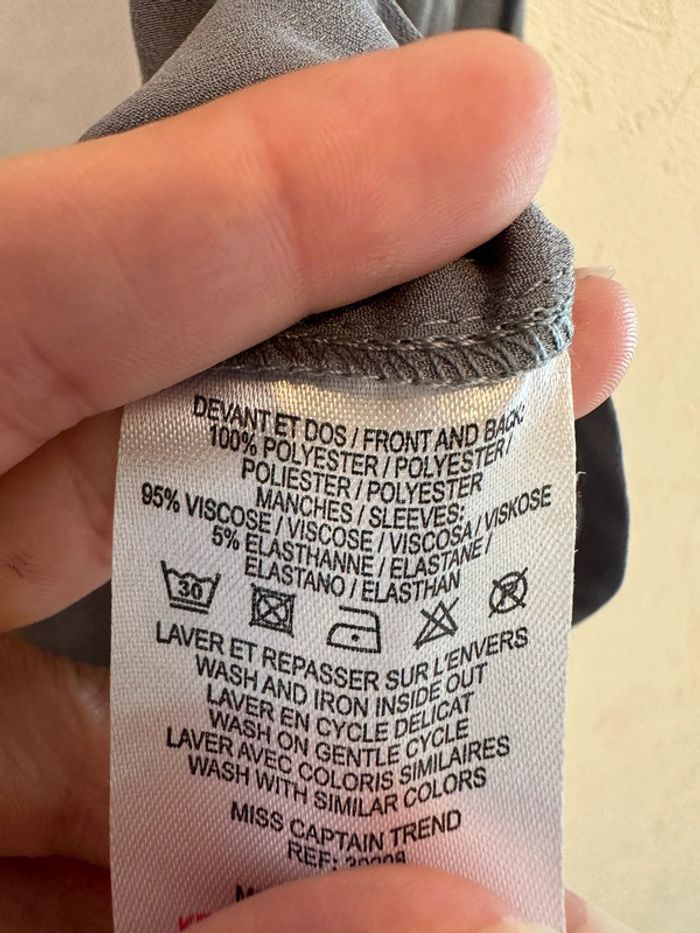 DEVANT ET DOS / FRONT AND BACK:
100% POLYESTER / POLYESTER /
POLIESTER / POLYESTER
MANCHES / SLEEVES:
95% VISCOSE / VISCOSE / VISCOSA / VISKOSE
5% ELASTHANNE / ELASTANE /
ELASTANO / ELASTHAN
30
LAVER ET REPASSER SUR L'ENVERS
WASH AND IRON INSIDE OUT
LAVER EN CYCLE DELICAT
WASH ON GENTLE CYCLE
LAVER AVEC COLORIS SIMILAIRES
WASH WITH SIMILAR COLORS
MISS CAPTAIN TREND
REF: